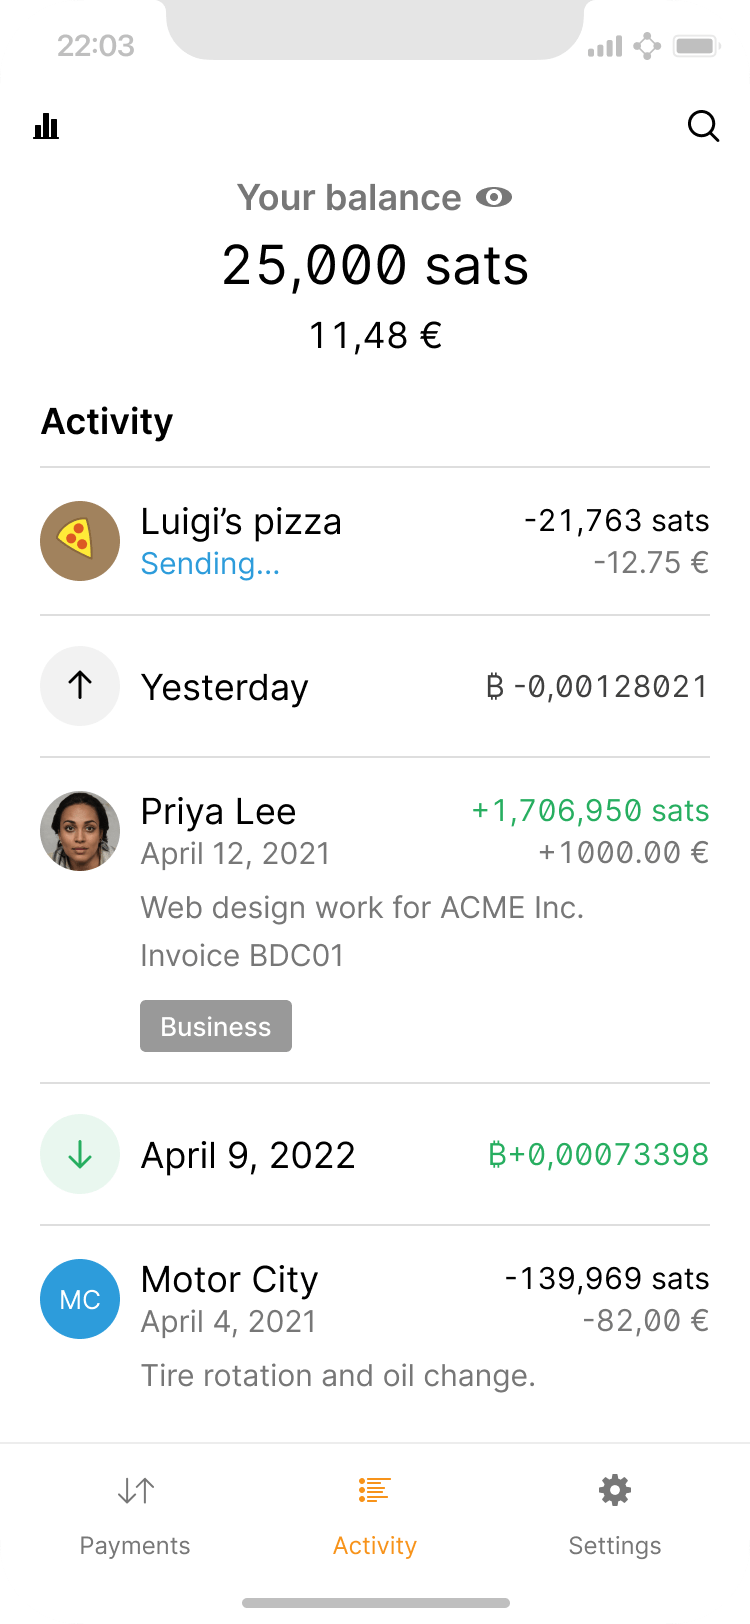 22:03
Your balance
25,000 sats
11,48 €
Activity
Luigi’s pizza
-21,763 sats
Sending...
-12.75 €
Yesterday
₿ -0,00128021
Priya Lee
+1,706,950 sats
April 12, 2021
+1000.00 €
Web design work for ACME Inc.
Invoice BDC01
Business
April 9, 2022
₿+0,00073398
MC
Motor City
-139,969 sats
April 4, 2021
-82,00 €
Tire rotation and oil change.
Payments
Activity
Settings